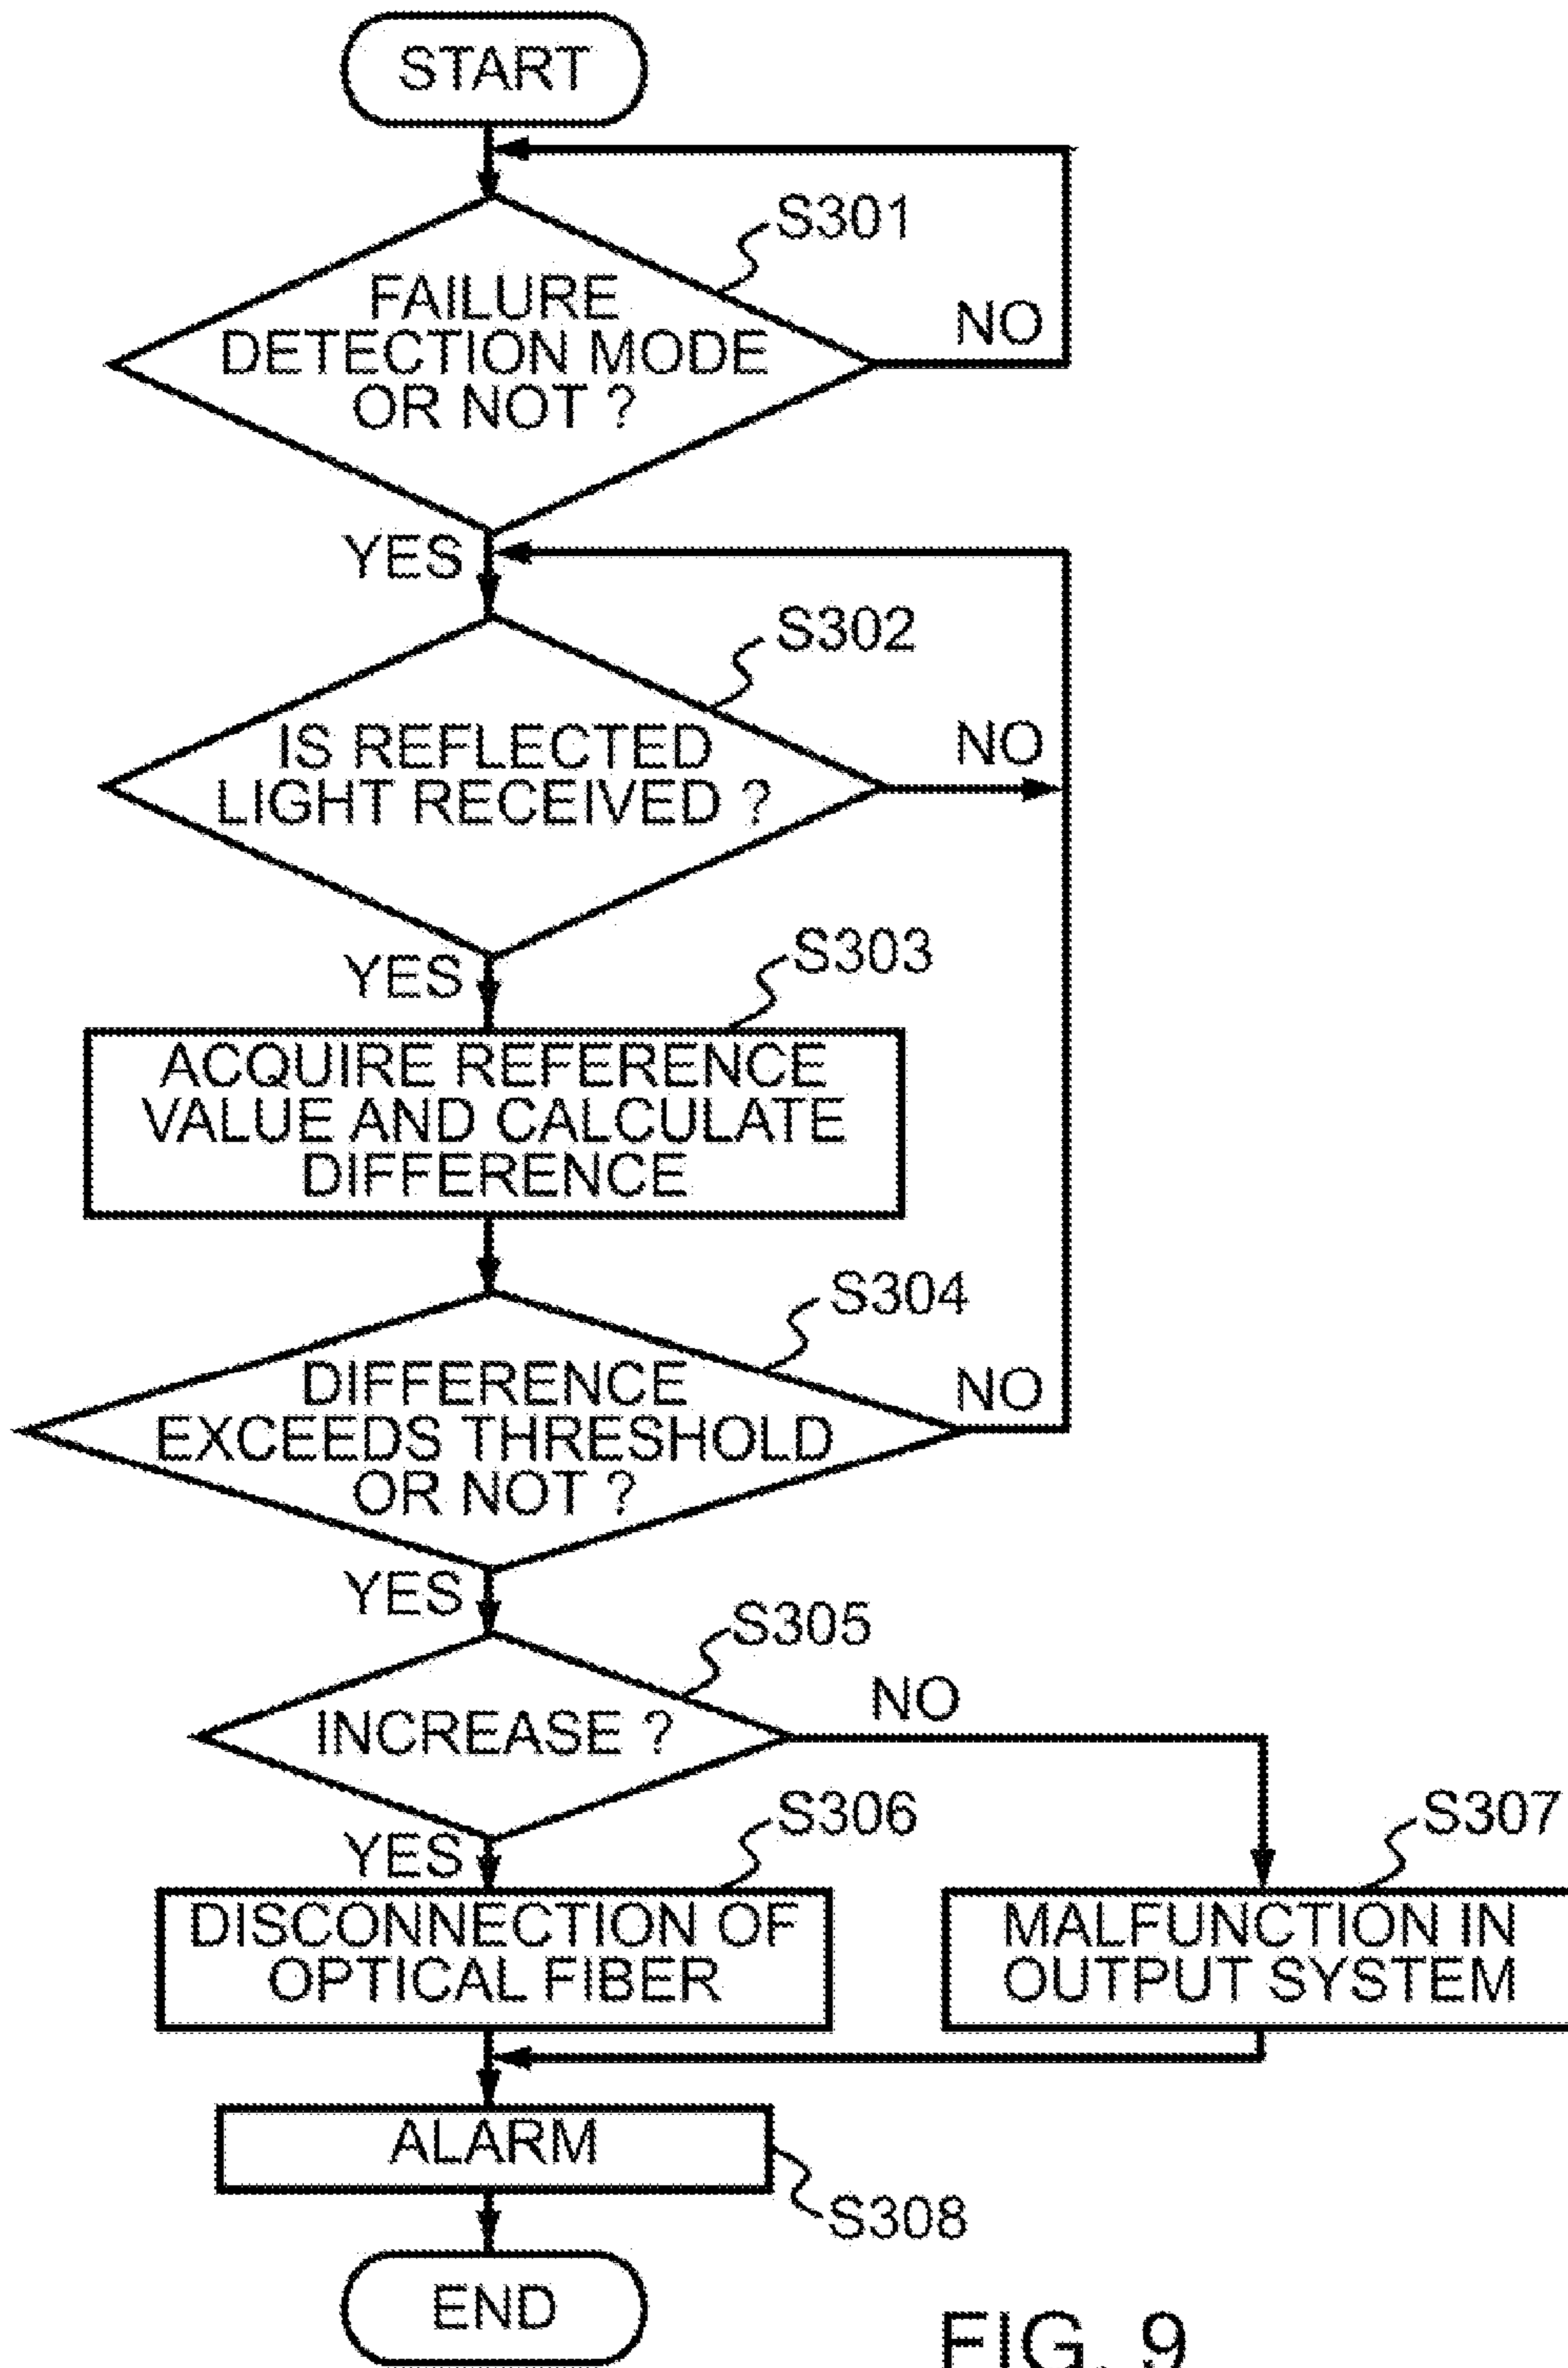 START
S301
FAILURE
DETECTION MODE
OR NOT ?
NO
YES
S302
IS REFLECTED
LIGHT RECEIVED ?
NO
YES
S303
ACQUIRE REFERENCE
VALUE AND CALCULATE
DIFFERENCE
S304
DIFFERENCE
EXCEEDS THRESHOLD
OR NOT ?
NO
YES
S305
INCREASE ?
NO
YES
S306
S307
DISCONNECTION OF
OPTICAL FIBER
MALFUNCTION IN
OUTPUT SYSTEM
ALARM
S308
END
FIG. 9